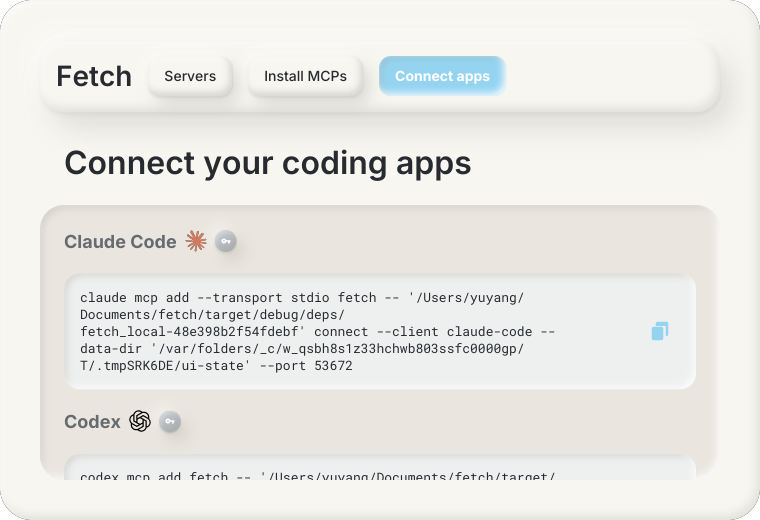 Fetch
Servers
Install MCPs
Connect apps
Connect your coding apps
Claude Code
claude mcp add --transport stdio fetch -- '/Users/yuyang/
Documents/fetch/target/debug/deps/
fetch_local-48e398b2f54fdebf' connect --client claude-code --
data-dir '/var/folders/_c/w_qsbh8s1z33hchwb803ssfc0000gp/
T/.tmpSRK6DE/ui-state' --port 53672
Codex
codex mcp add fetch -- '/Users/yuyang/Documents/fetch/target/